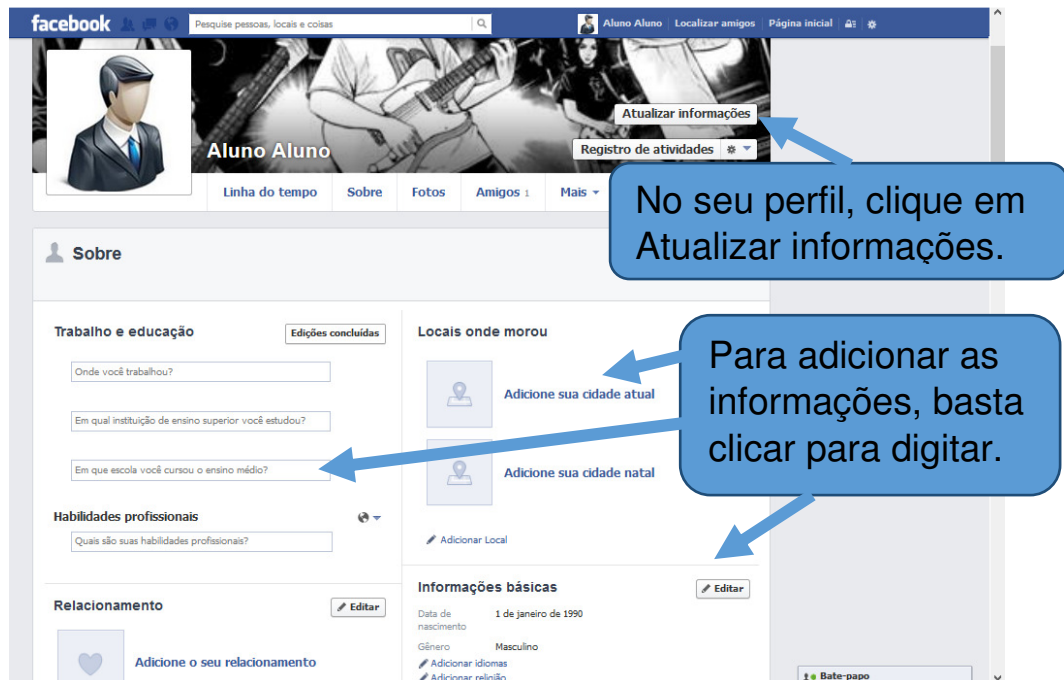 facebook
Pesquise pessoas, locais e coisas
Aluno Aluno
Localizar amigos
Página inicial
Atualizar informações
Aluno Aluno
Registro de atividades
Linha do tempo
Sobre
Fotos
Amigos 1
Mais
No seu perfil, clique em
Atualizar informações.
Sobre
Trabalho e educação
Edições concluídas
Onde você trabalhou?
Em qual instituição de ensino superior você estudou?
Em que escola você cursou o ensino médio?
Habilidades profissionais
Quais são suas habilidades profissionais?
Relacionamento
Editar
Adicione o seu relacionamento
Locais onde morou
Adicione sua cidade atual
Adicione sua cidade natal
Adicionar Local
Para adicionar as
informações, basta
clicar para digitar.
Informações básicas
Editar
Data de
nascimento
1 de janeiro de 1990
Gênero
Masculino
Adicionar idiomas
Adicionar religião
Bate-papo